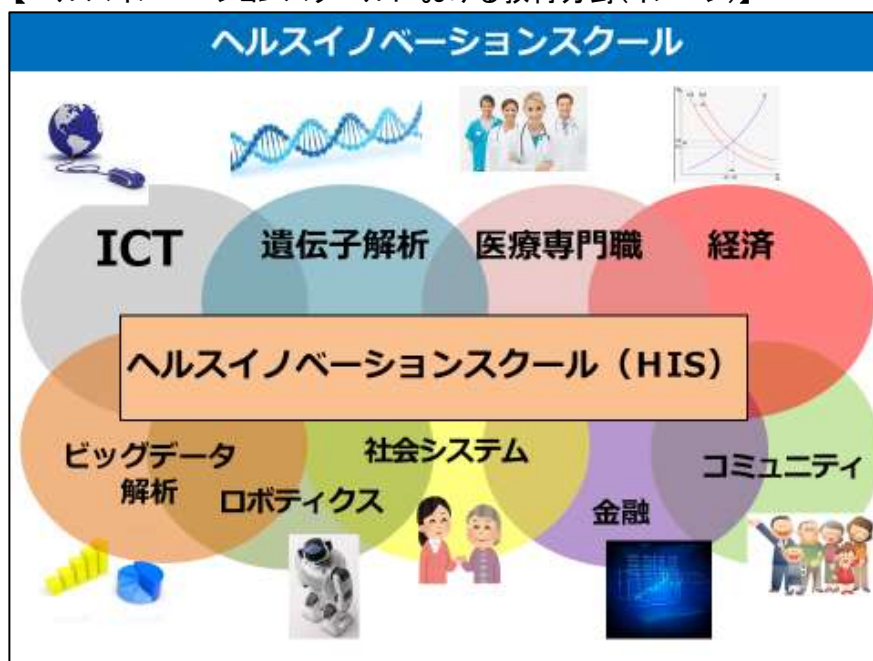 ヘルスイノベーションスクール
ICT
遺伝子解析
医療専門職
経済
ヘルスイノベーションスクール（HIS）
ビッグデータ
解析
ロボティクス
社会システム
金融
コミュニティ